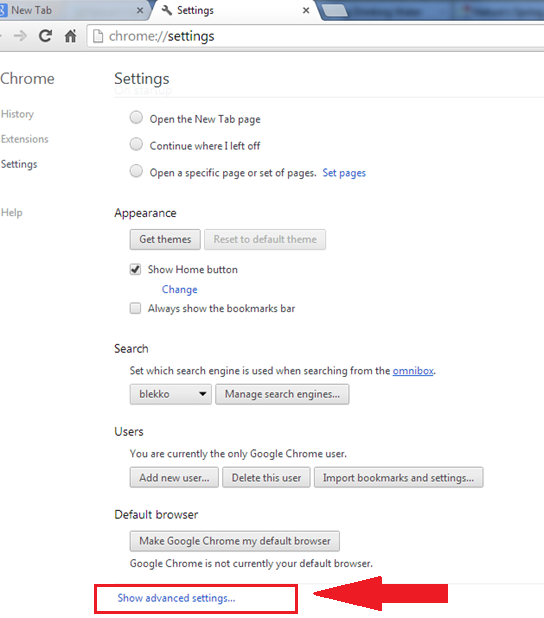 New Tab
Settings
chrome://settings
Chrome
Settings
History
Extensions
Settings
Help
On startup
Open the New Tab page
Continue where I left off
Open a specific page or set of pages. Set pages
Appearance
Get themes Reset to default theme
Show Home button
Change
Always show the bookmarks bar
Search
Set which search engine is used when searching from the omnibox.
blekko Manage search engines...
Users
You are currently the only Google Chrome user.
Add new user... Delete this user Import bookmarks and settings...
Default browser
Make Google Chrome my default browser
Google Chrome is not currently your default browser.
Show advanced settings...